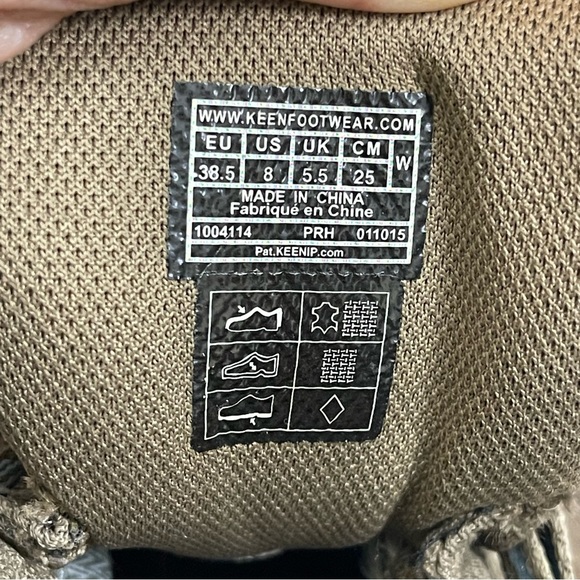 WWW.KEENFOOTWEAR.COM
EU US UK CM W
38.5 8 5.5 25
MADE IN CHINA
Fabriqué en Chine
1004114 PRH 011015
Pat.KEENIP.com